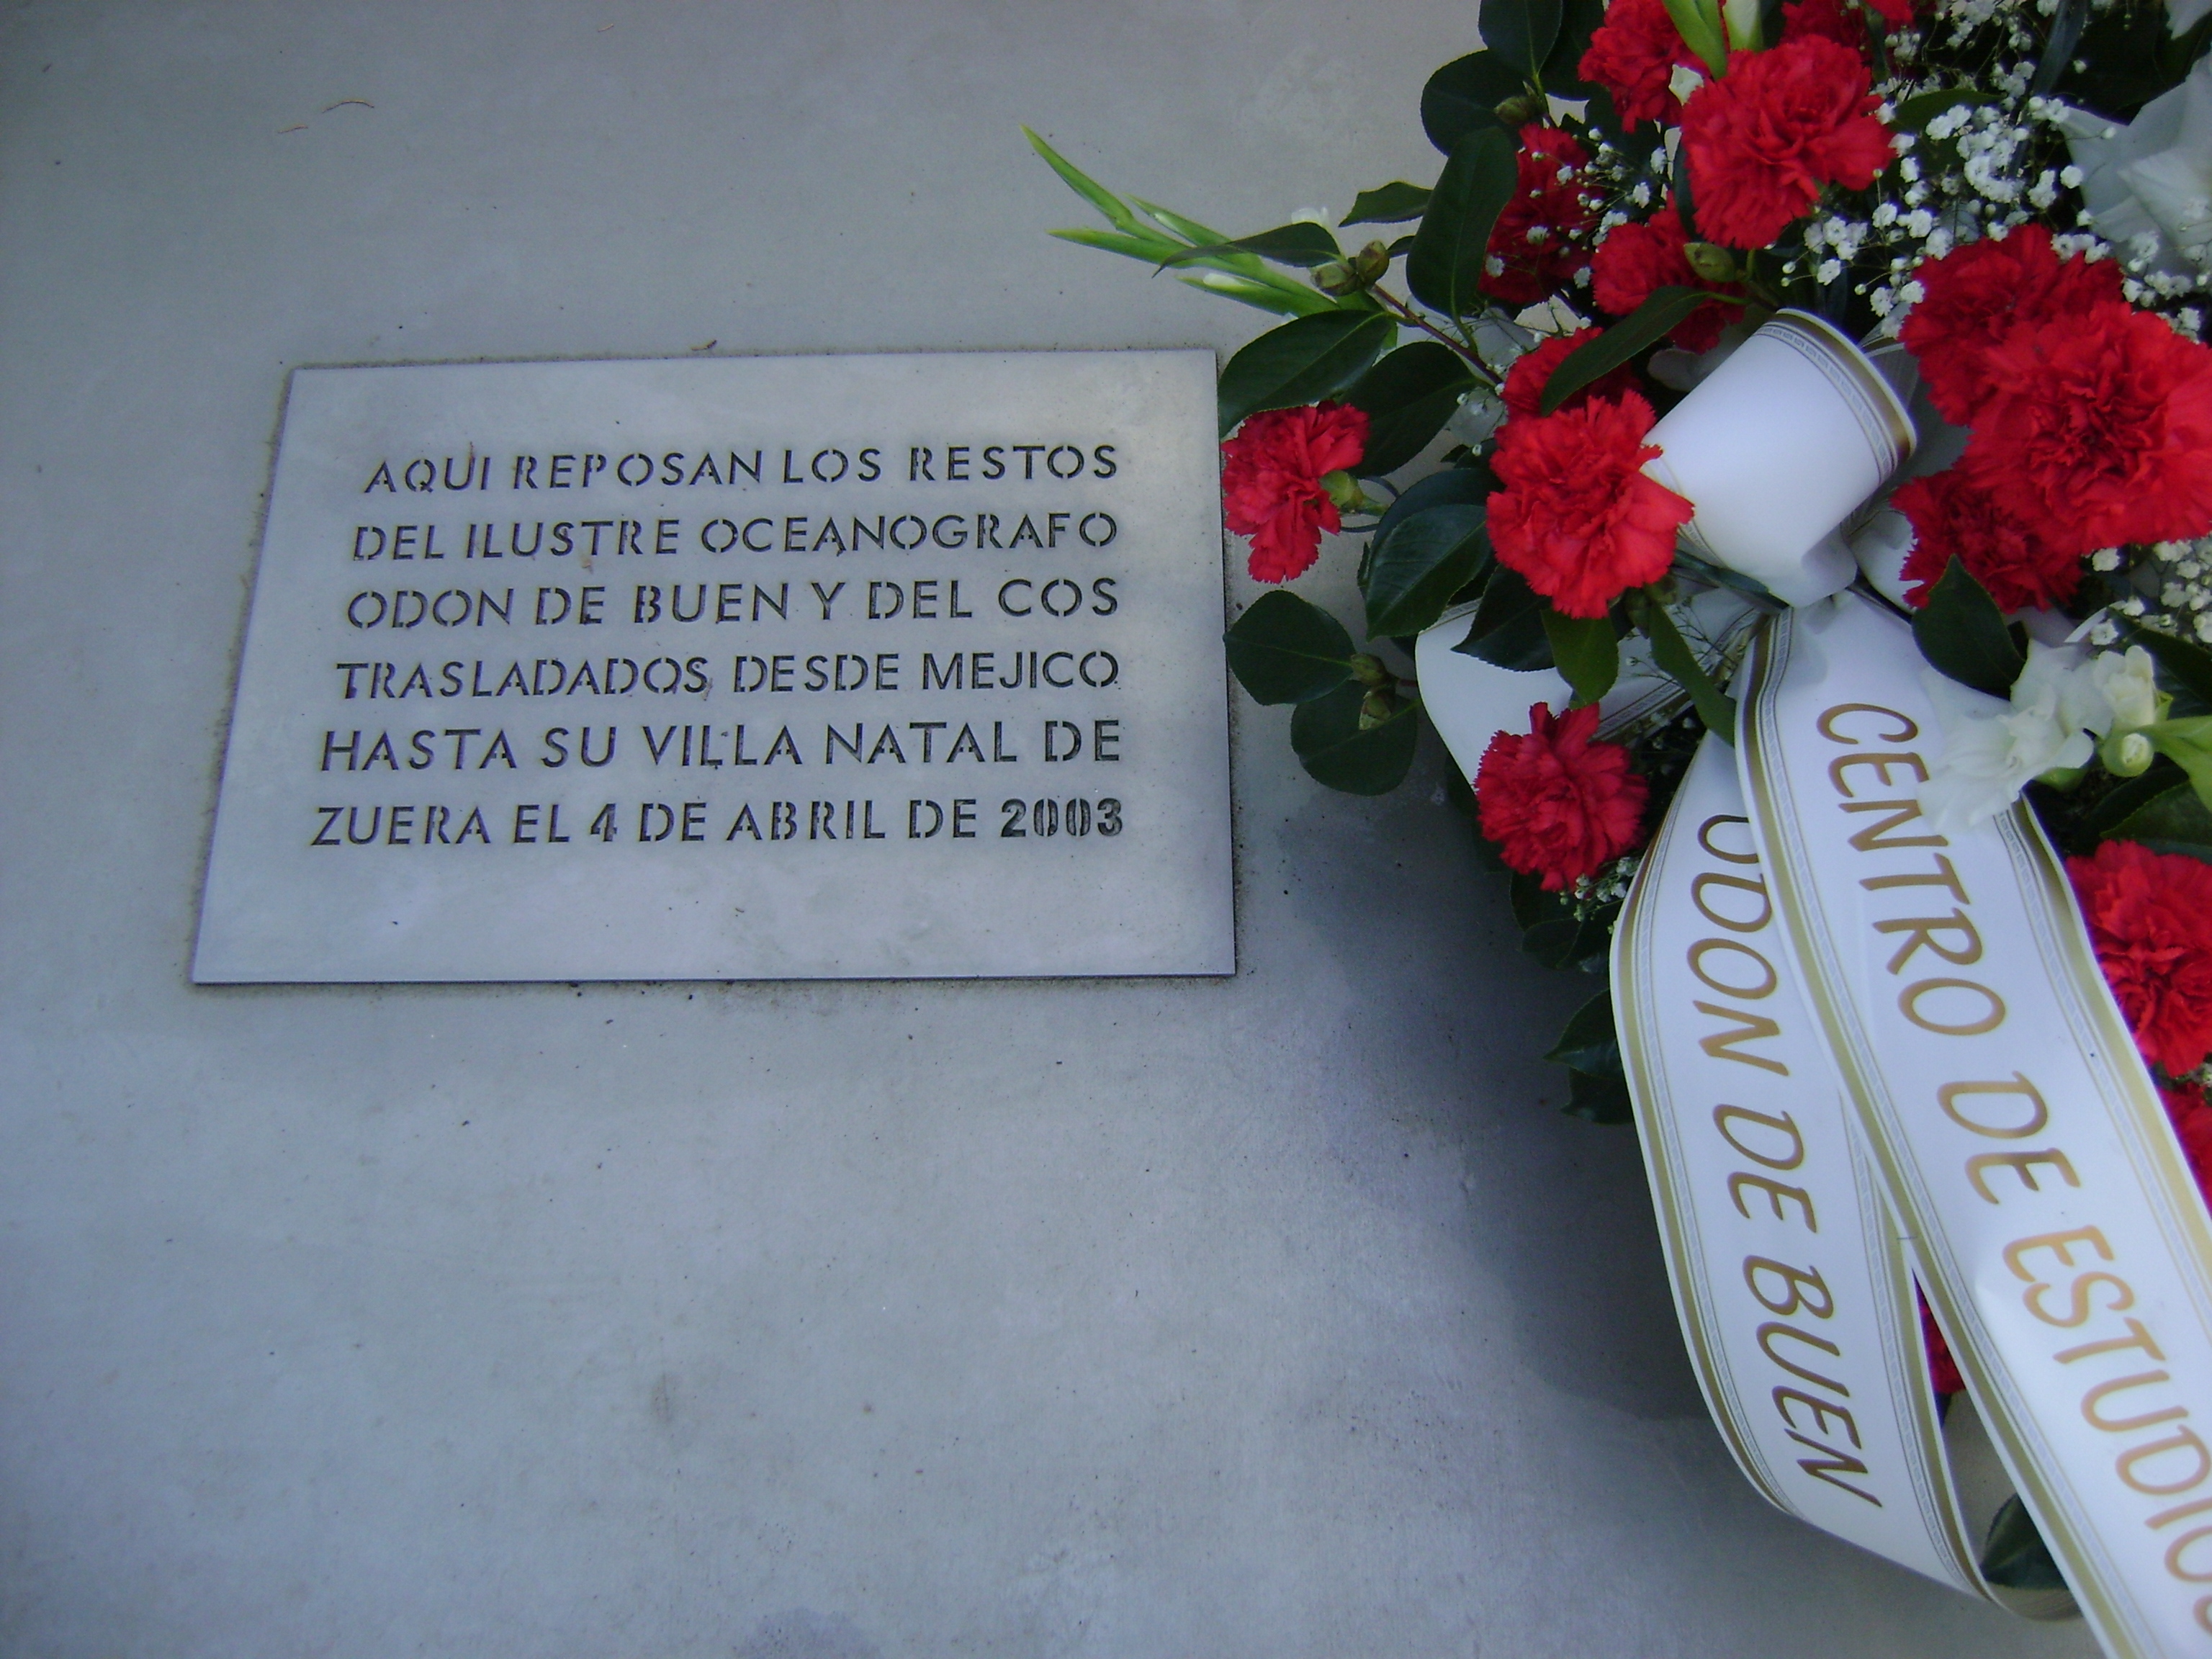 AQUI REPOSAN LOS RESTOS
DEL ILUSTRE OCEANOGRAFO
ODON DE BUEN Y DEL COS
TRASLADADOS DESDE MEJICO
HASTA SU VILLA NATAL DE
ZUERA EL 4 DE ABRIL DE 2003
CENTRO DE ESTUDIOS
ODON DE BUEN